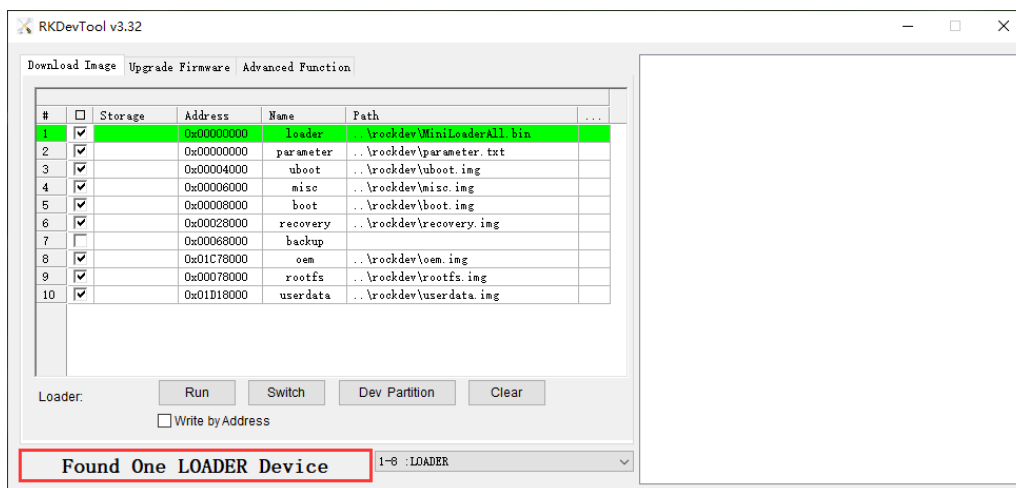 RKDevTool v3.32
Download Image Upgrade Firmware Advanced Function
# Storage Address Name Path ...
1 0x00000000 loader ..\rockdev\MiniLoaderAll.bin
2 0x00000000 parameter ..\rockdev\parameter.txt
3 0x00004000 uboot ..\rockdev\uboot.img
4 0x00006000 misc ..\rockdev\misc.img
5 0x00008000 boot ..\rockdev\boot.img
6 0x00028000 recovery ..\rockdev\recovery.img
7 0x00068000 backup
8 0x01C78000 oem ..\rockdev\oem.img
9 0x00078000 rootfs ..\rockdev\rootfs.img
10 0x01D18000 userdata ..\rockdev\userdata.img
Loader: Run Switch Dev Partition Clear
Write by Address
Found One LOADER Device 1-8 :LOADER